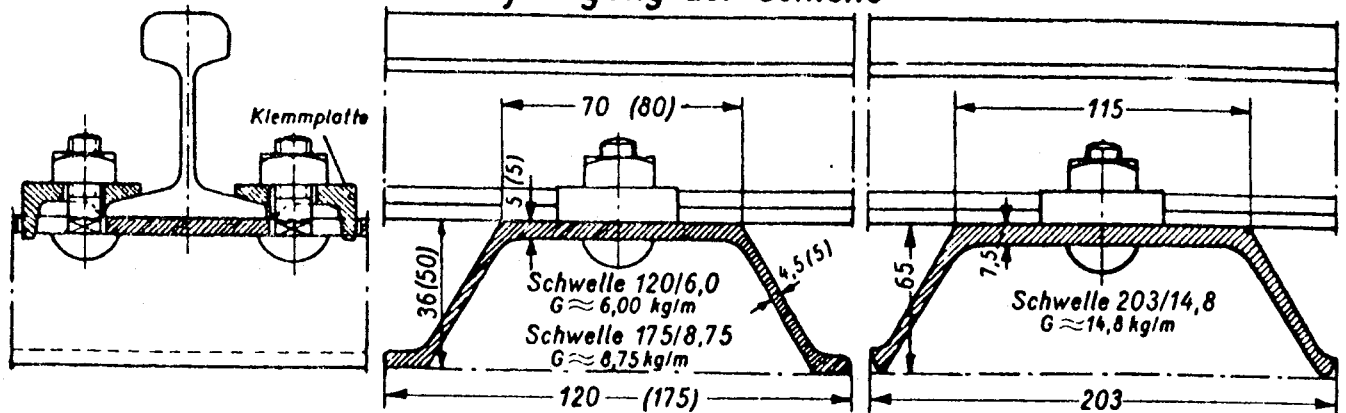 der Schwelle
Klemmplatte
70 (80)
5 (5)
36(50)
4,5(5)
Schwelle 120/6,0
G ≈ 6,00 kg/m
Schwelle 175/8,75
G ≈ 8,75 kg/m
120 (175)
115
7,5
65
Schwelle 203/14,8
G ≈ 14,8 kg/m
203